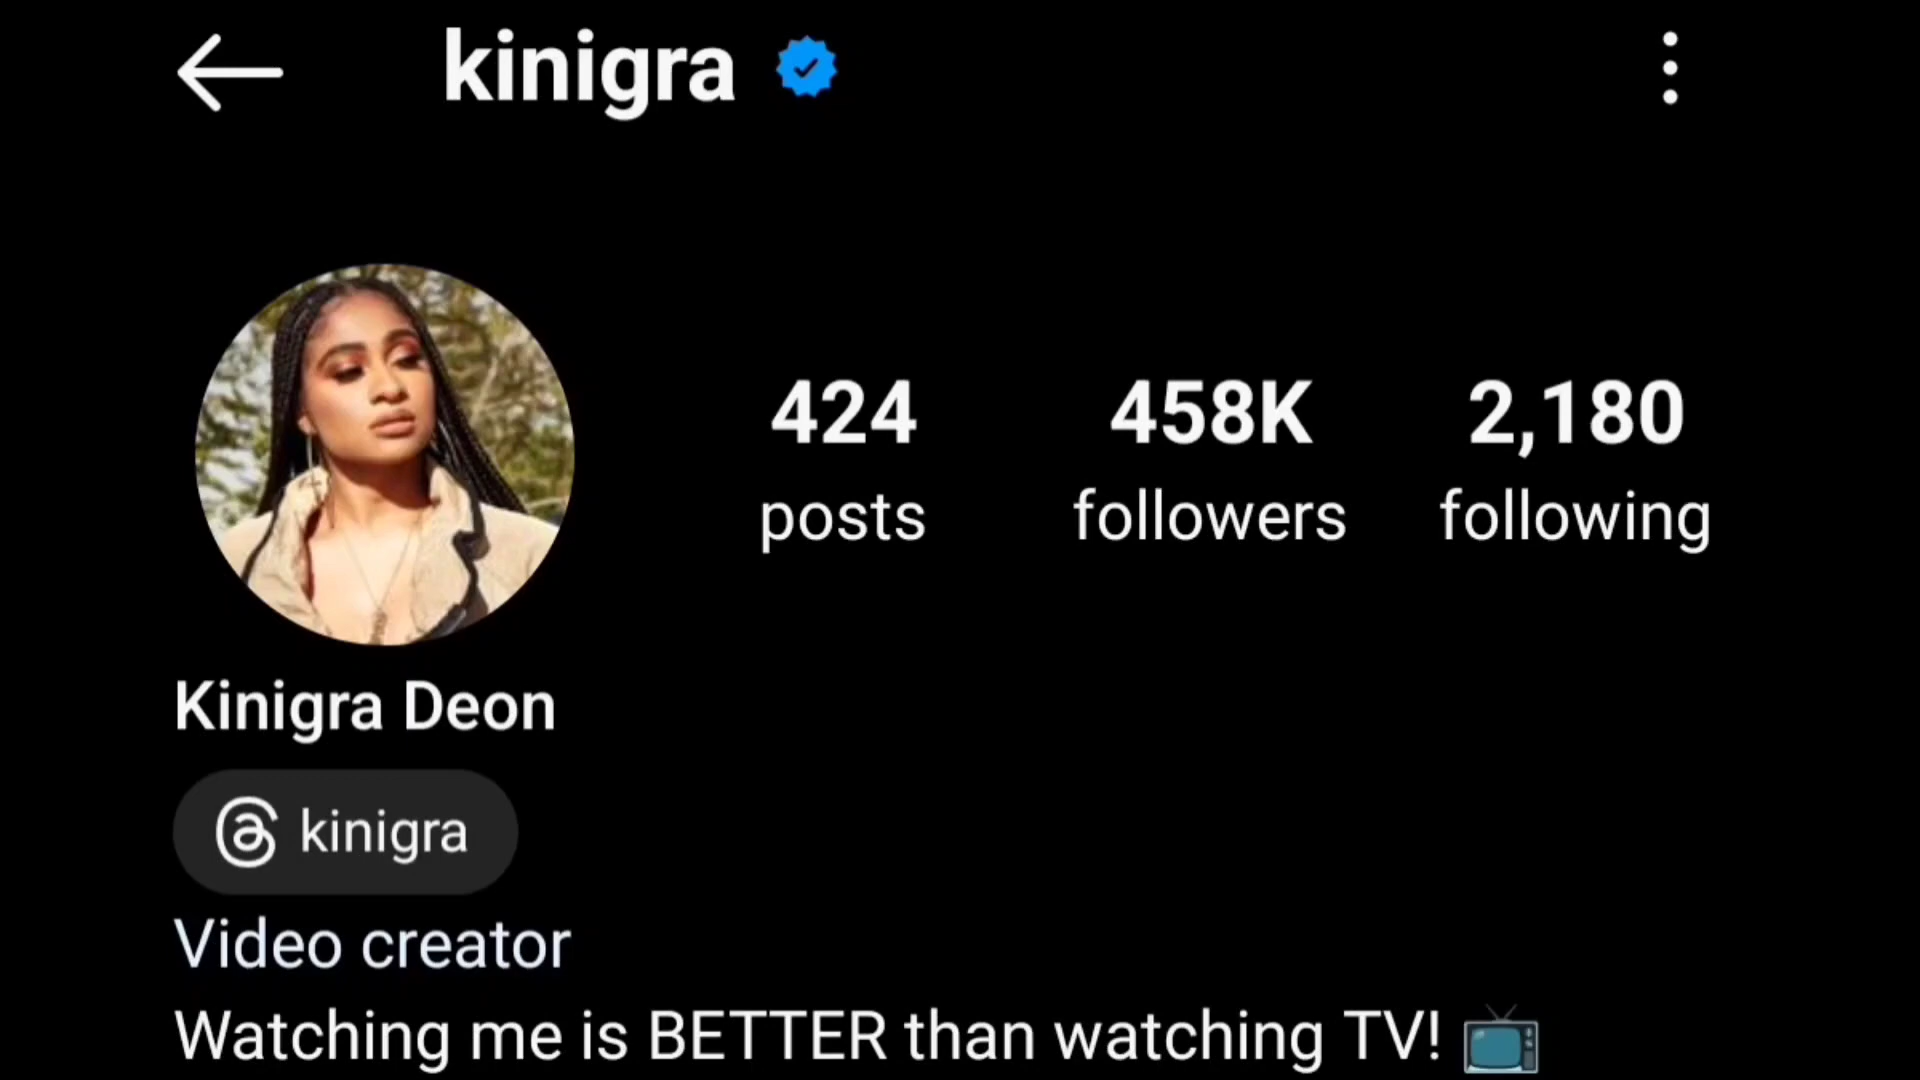 kinigra
424 458K 2,180
posts followers following
Kinigra Deon
kinigra
Video creator
Watching me is BETTER than watching TV! 📺